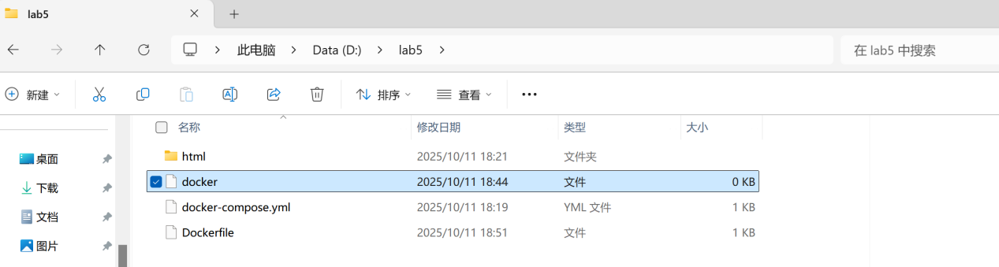 lab5
此电脑 Data (D:) lab5 在 lab5 中搜索
新建 排序 查看
名称 修改日期 类型 大小
html 2025/10/11 18:21 文件夹
桌面
docker 2025/10/11 18:44 文件 0 KB
下载
docker-compose.yml 2025/10/11 18:19 YML 文件 1 KB
文档
Dockerfile 2025/10/11 18:51 文件 1 KB
图片